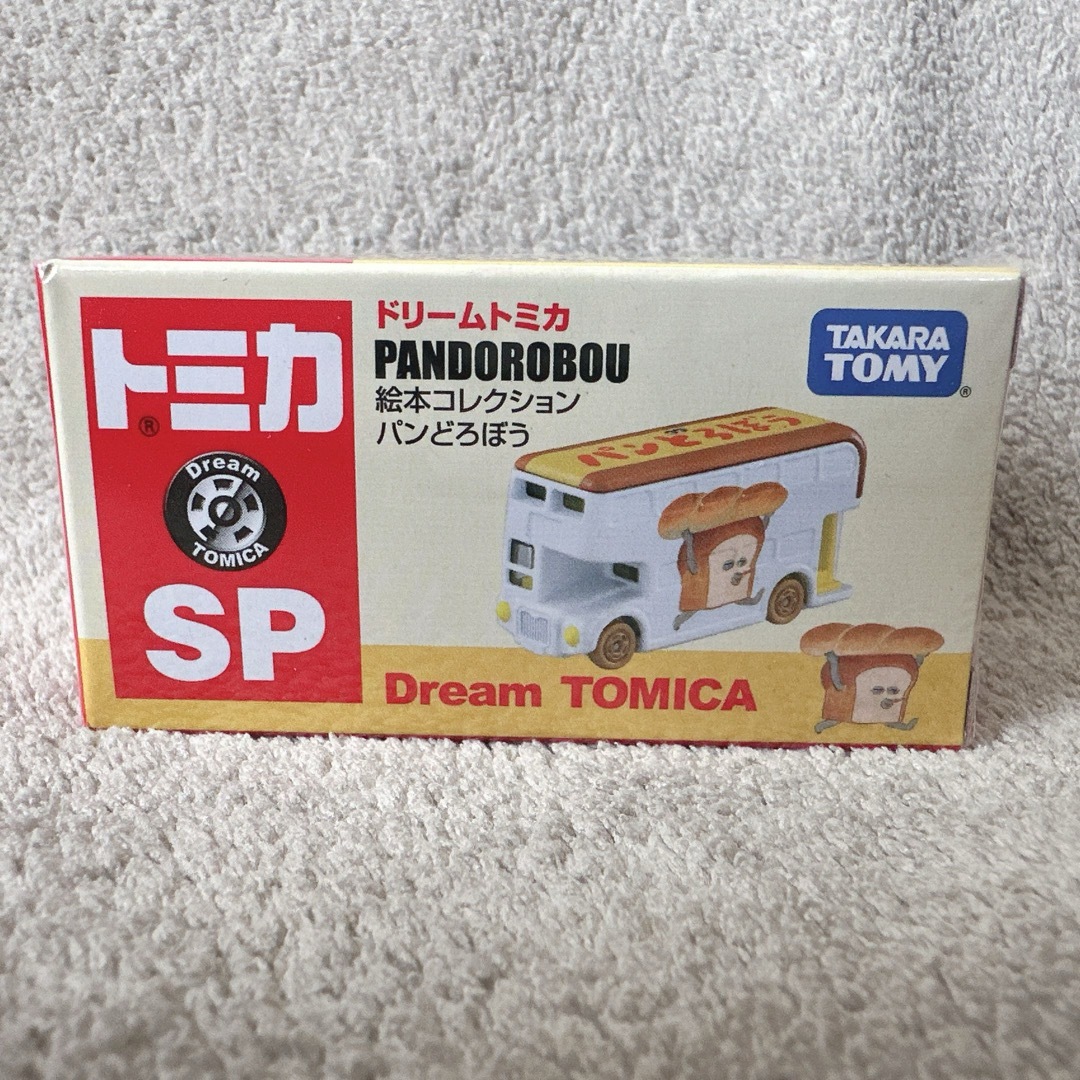 トミカ
®
Dream
TOMICA
SP
ドリームトミカ
PANDOROBOU
絵本コレクション
パンどろぼう
TAKARA
TOMY
®
パンどろぼう
Dream TOMICA